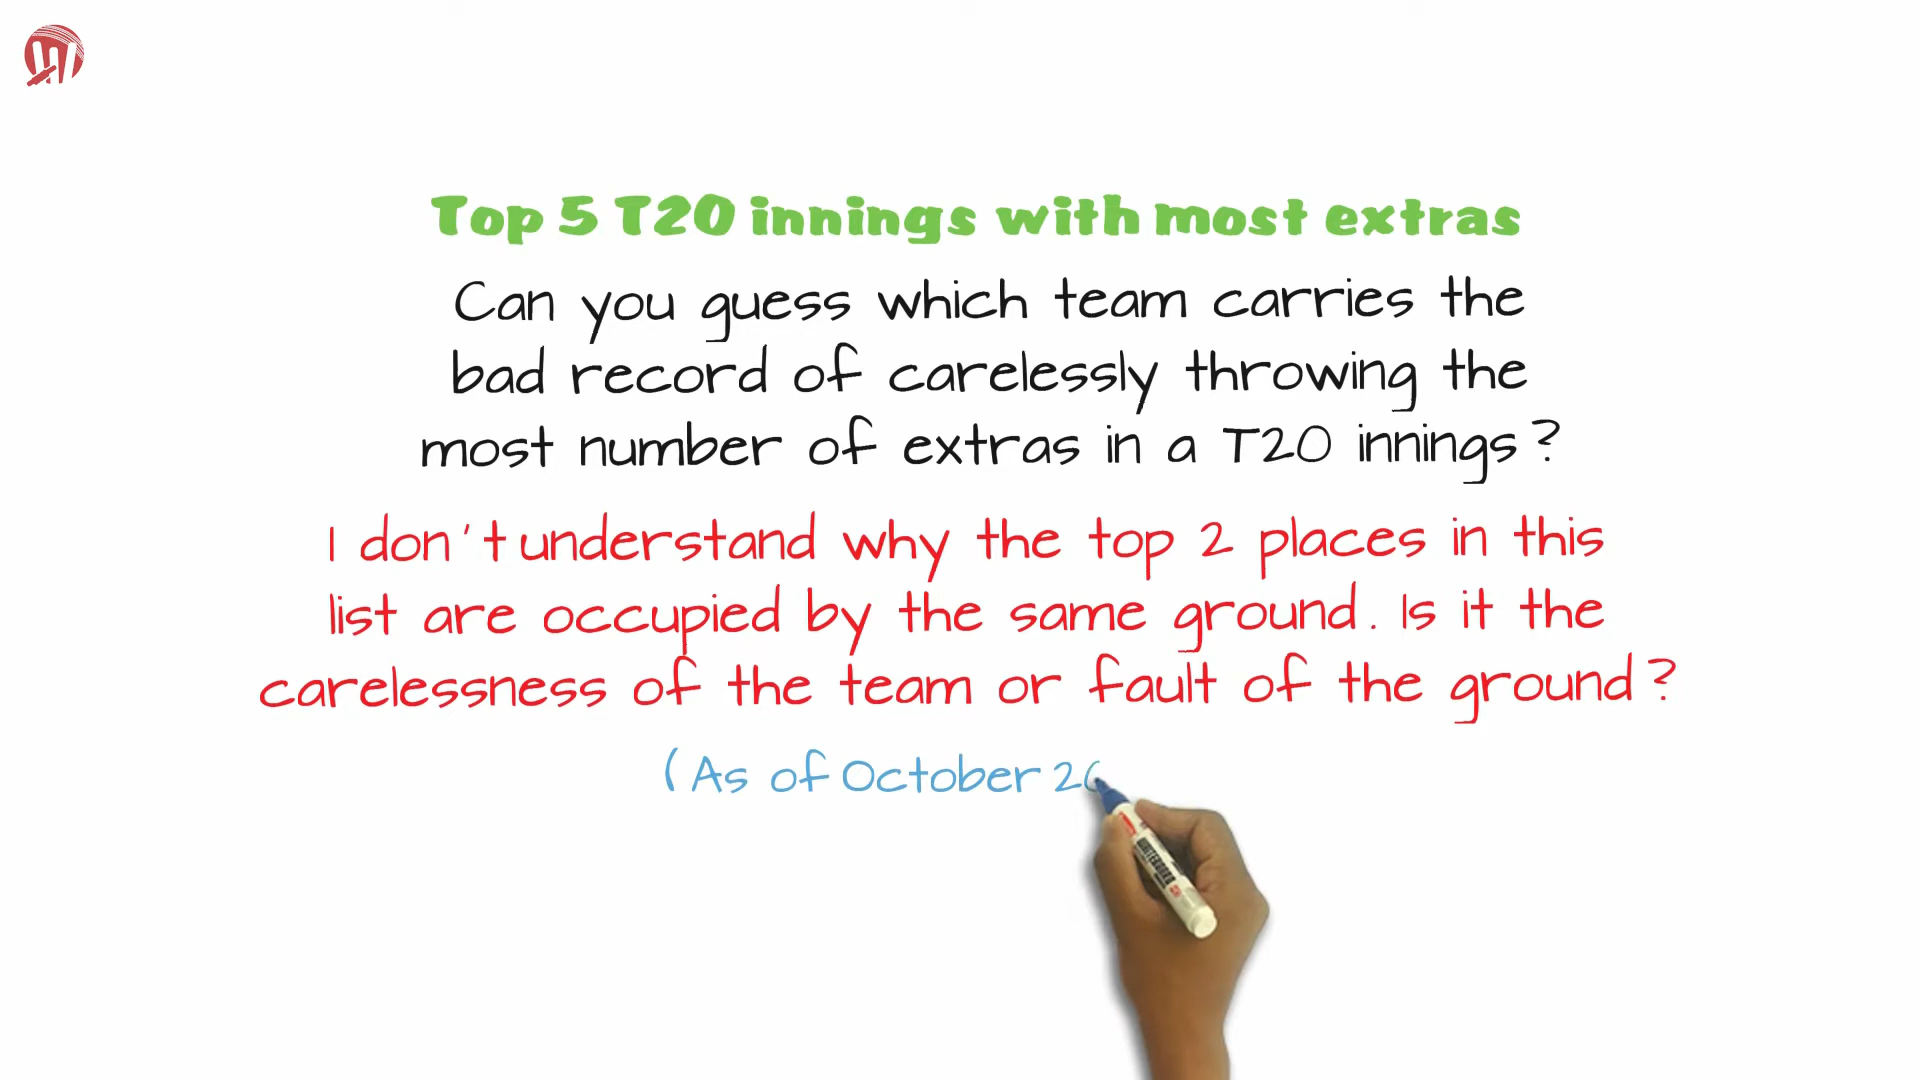 Top 5 T20 innings with most extras
Can you guess which team carries the
bad record of carelessly throwing the
most number of extras in a T20 innings?
I don't understand why the top 2 places in this
list are occupied by the same ground. Is it the
carelessness of the team or fault of the ground?
(As of October 20